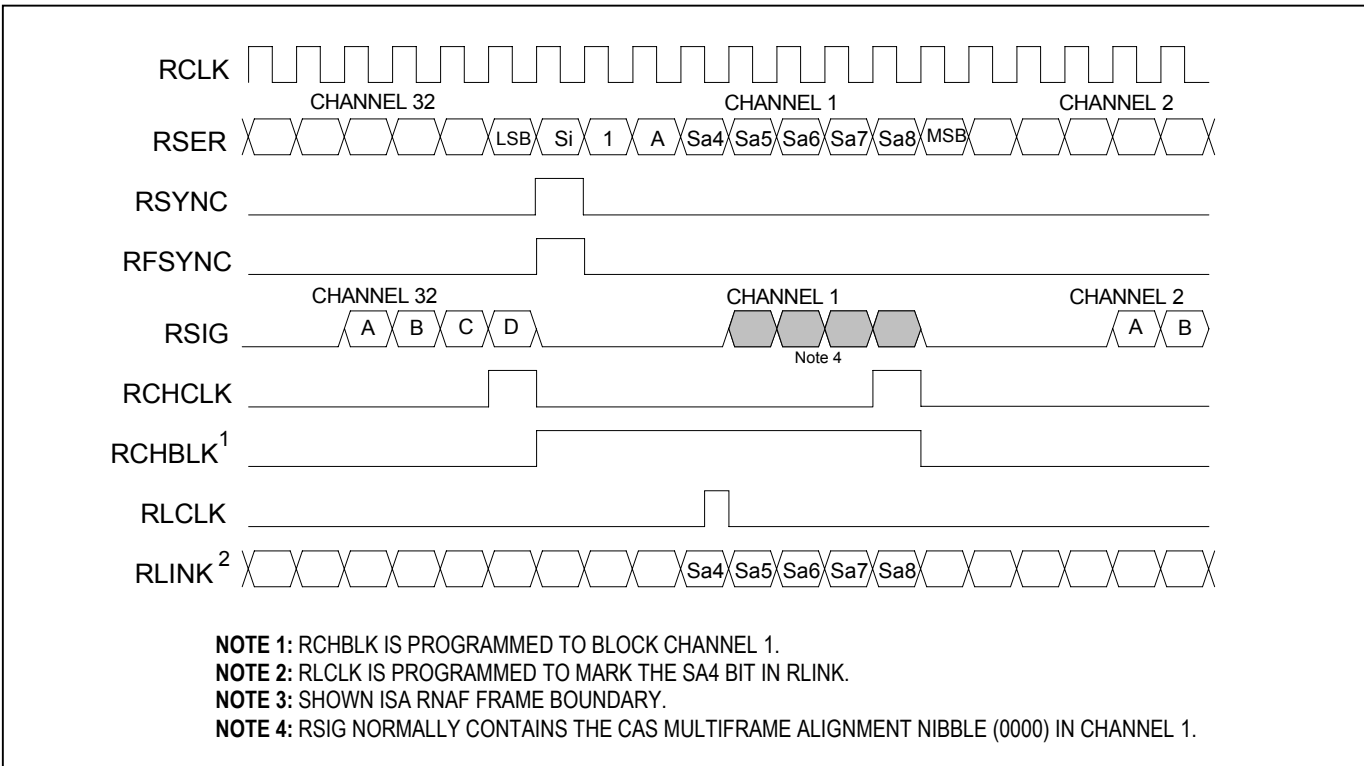 RCLK
CHANNEL 32 CHANNEL 1 CHANNEL 2
RSER LSB Si 1 A Sa4 Sa5 Sa6 Sa7 Sa8 MSB
RSYNC
RFSYNC
CHANNEL 32 CHANNEL 1 CHANNEL 2
RSIG A B C D A B
Note 4
RCHCLK
RCHBLK1
RLCLK
RLINK 2 Sa4 Sa5 Sa6 Sa7 Sa8
NOTE 1: RCHBLK IS PROGRAMMED TO BLOCK CHANNEL 1.
NOTE 2: RLCLK IS PROGRAMMED TO MARK THE SA4 BIT IN RLINK.
NOTE 3: SHOWN ISA RNAF FRAME BOUNDARY.
NOTE 4: RSIG NORMALLY CONTAINS THE CAS MULTIFRAME ALIGNMENT NIBBLE (0000) IN CHANNEL 1.